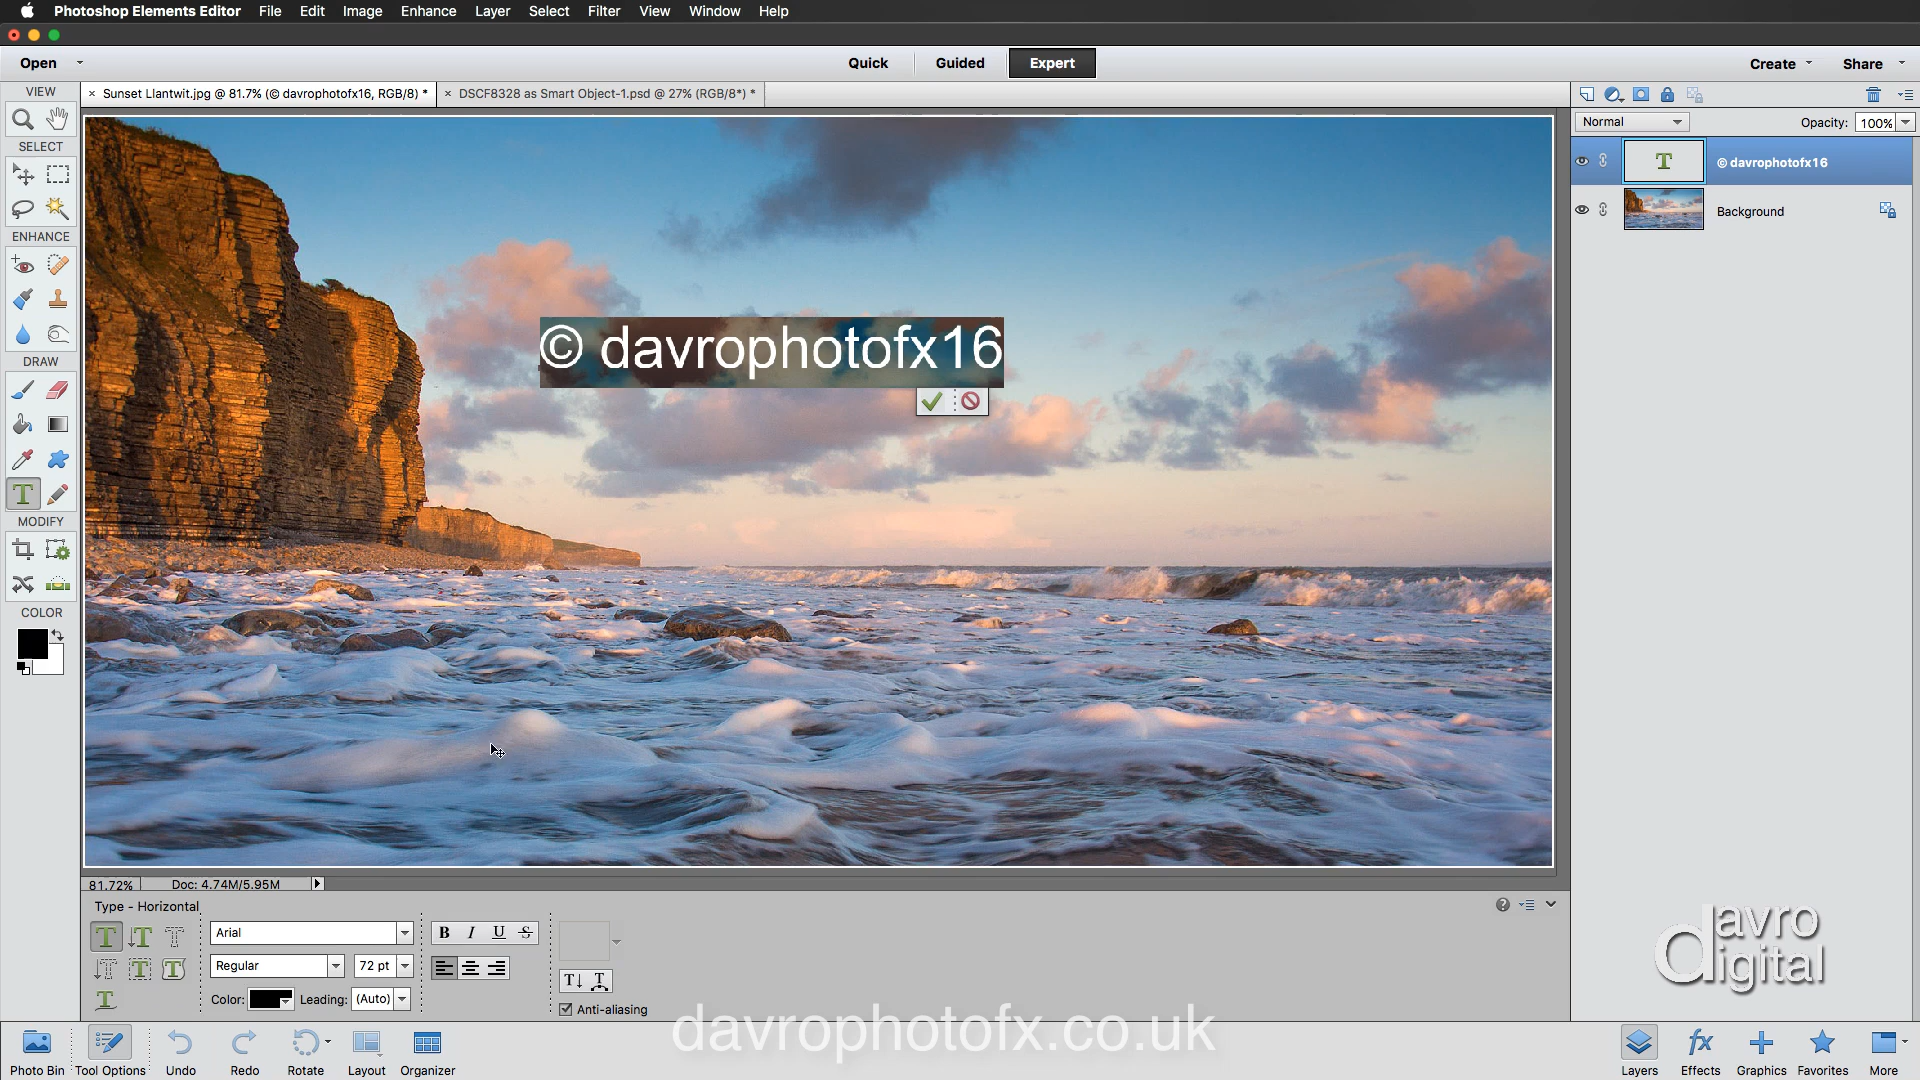 Photoshop Elements Editor File Edit Image Enhance Layer Select Filter View Window Help
Open Quick Guided Expert Create Share
VIEW
× Sunset Llantwit.jpg @ 81.7% (© davrophotofx16, RGB/8) * × DSCF8328 as Smart Object-1.psd @ 27% (RGB/8*) *
Normal Opacity: 100%
SELECT
T © davrophotofx16
Background
ENHANCE
© davrophotofx16
DRAW
T
MODIFY
COLOR
81.72% Doc: 4.74M/5.95M
Type - Horizontal
Arial B I U S
Regular 72 pt
Color: Leading: (Auto)
Anti-aliasing
davro
digital
davrophotofx.co.uk
Photo Bin Tool Options Undo Redo Rotate Layout Organizer Layers Effects Graphics Favorites More